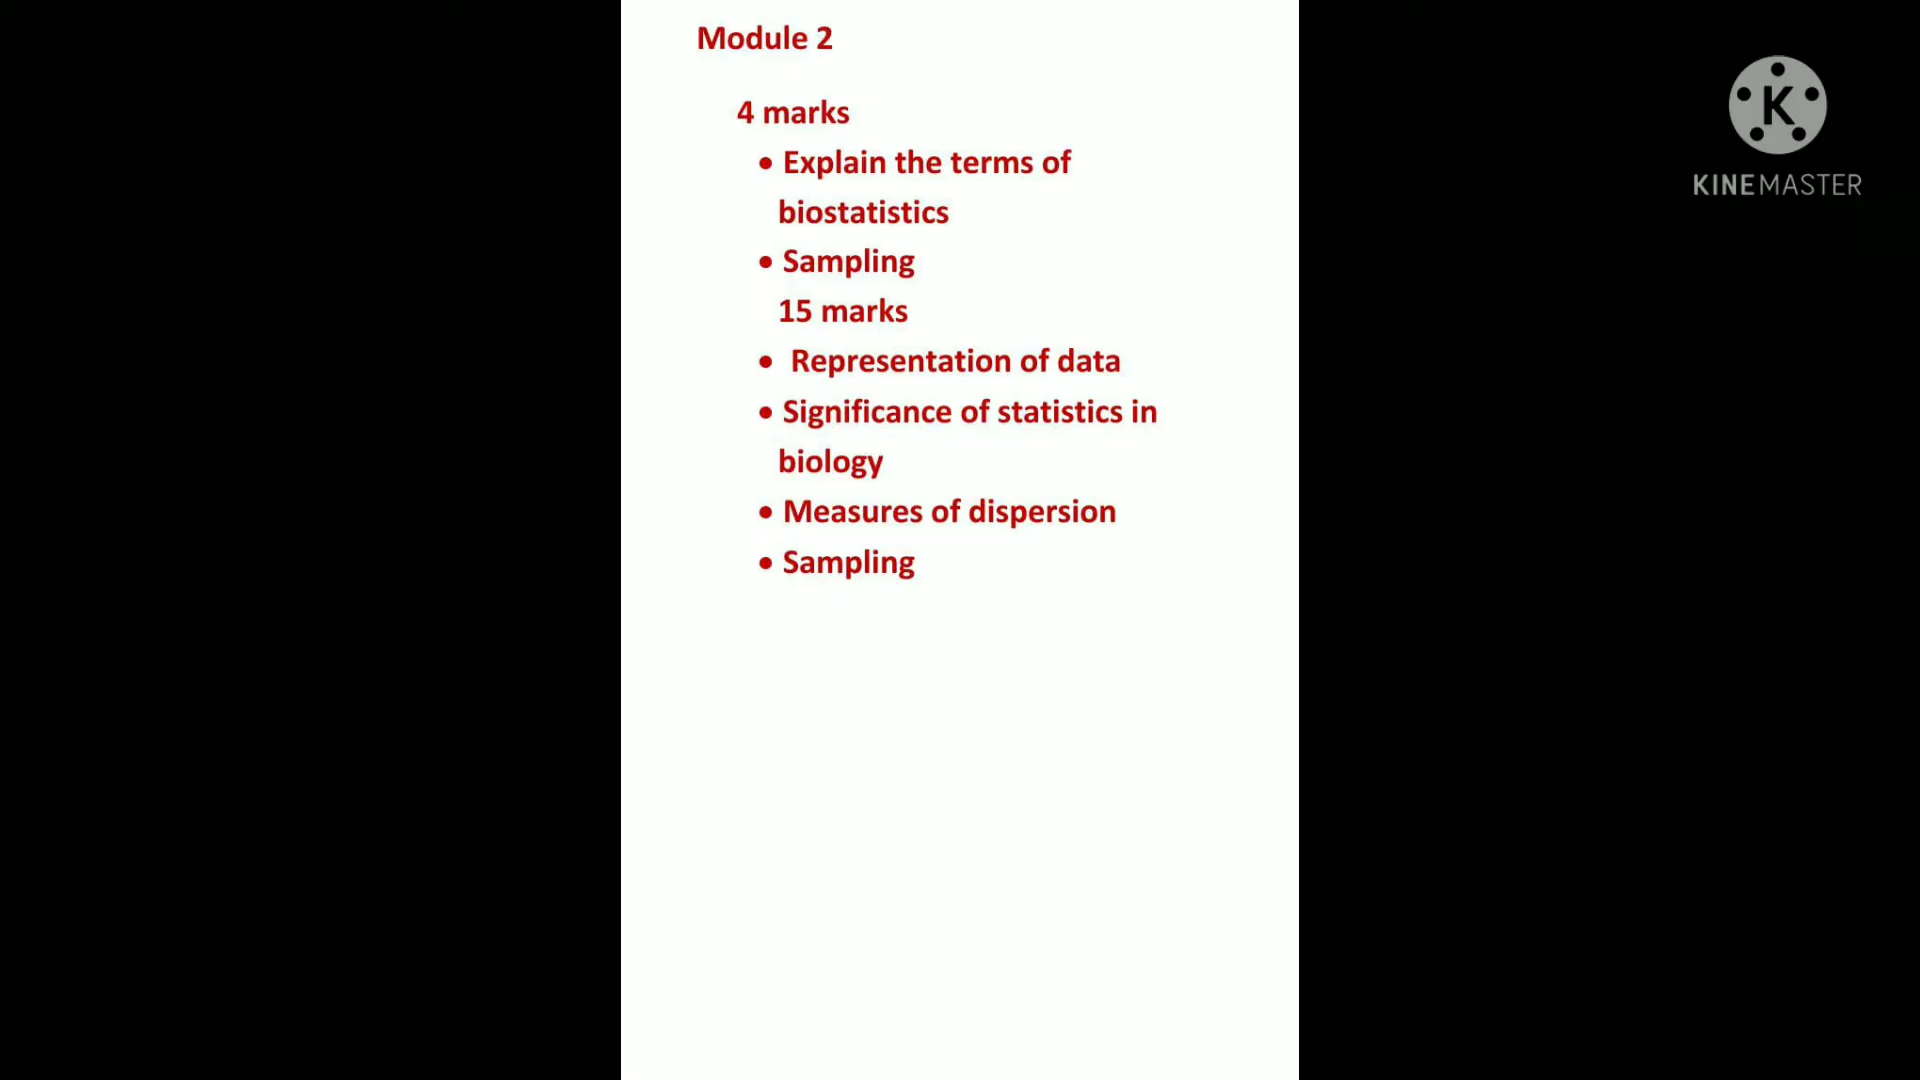 Module 2
4 marks
• Explain the terms of
biostatistics
• Sampling
15 marks
• Representation of data
• Significance of statistics in
biology
• Measures of dispersion
• Sampling
K
KINEMASTER